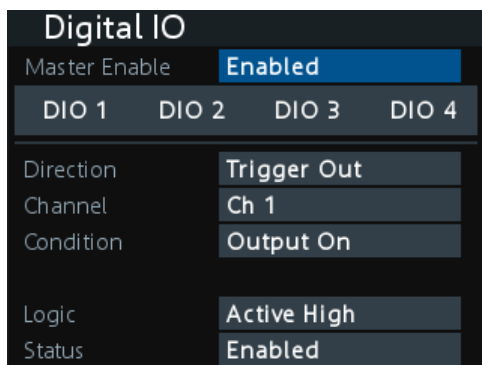 Digital IO
Master Enable Enabled
DIO 1 DIO 2 DIO 3 DIO 4
Direction Trigger Out
Channel Ch 1
Condition Output On
Logic Active High
Status Enabled